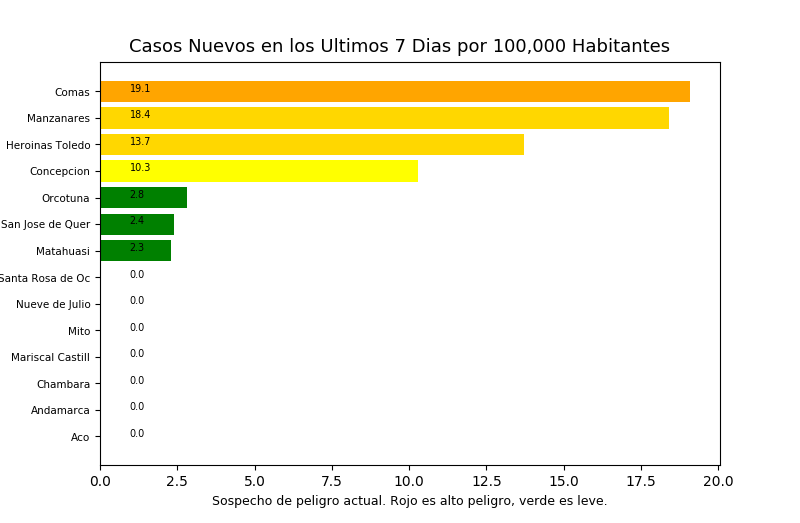 Casos Nuevos en los Ultimos 7 Dias por 100,000 Habitantes
Comas 19.1
Manzanares 18.4
Heroinas Toledo 13.7
Concepcion 10.3
Orcotuna 2.8
San Jose de Quer 2.4
Matahuasi 2.3
Santa Rosa de Oc 0.0
Nueve de Julio 0.0
Mito 0.0
Mariscal Castill 0.0
Chambara 0.0
Andamarca 0.0
Aco 0.0
0.0 2.5 5.0 7.5 10.0 12.5 15.0 17.5 20.0
Sospecho de peligro actual. Rojo es alto peligro, verde es leve.